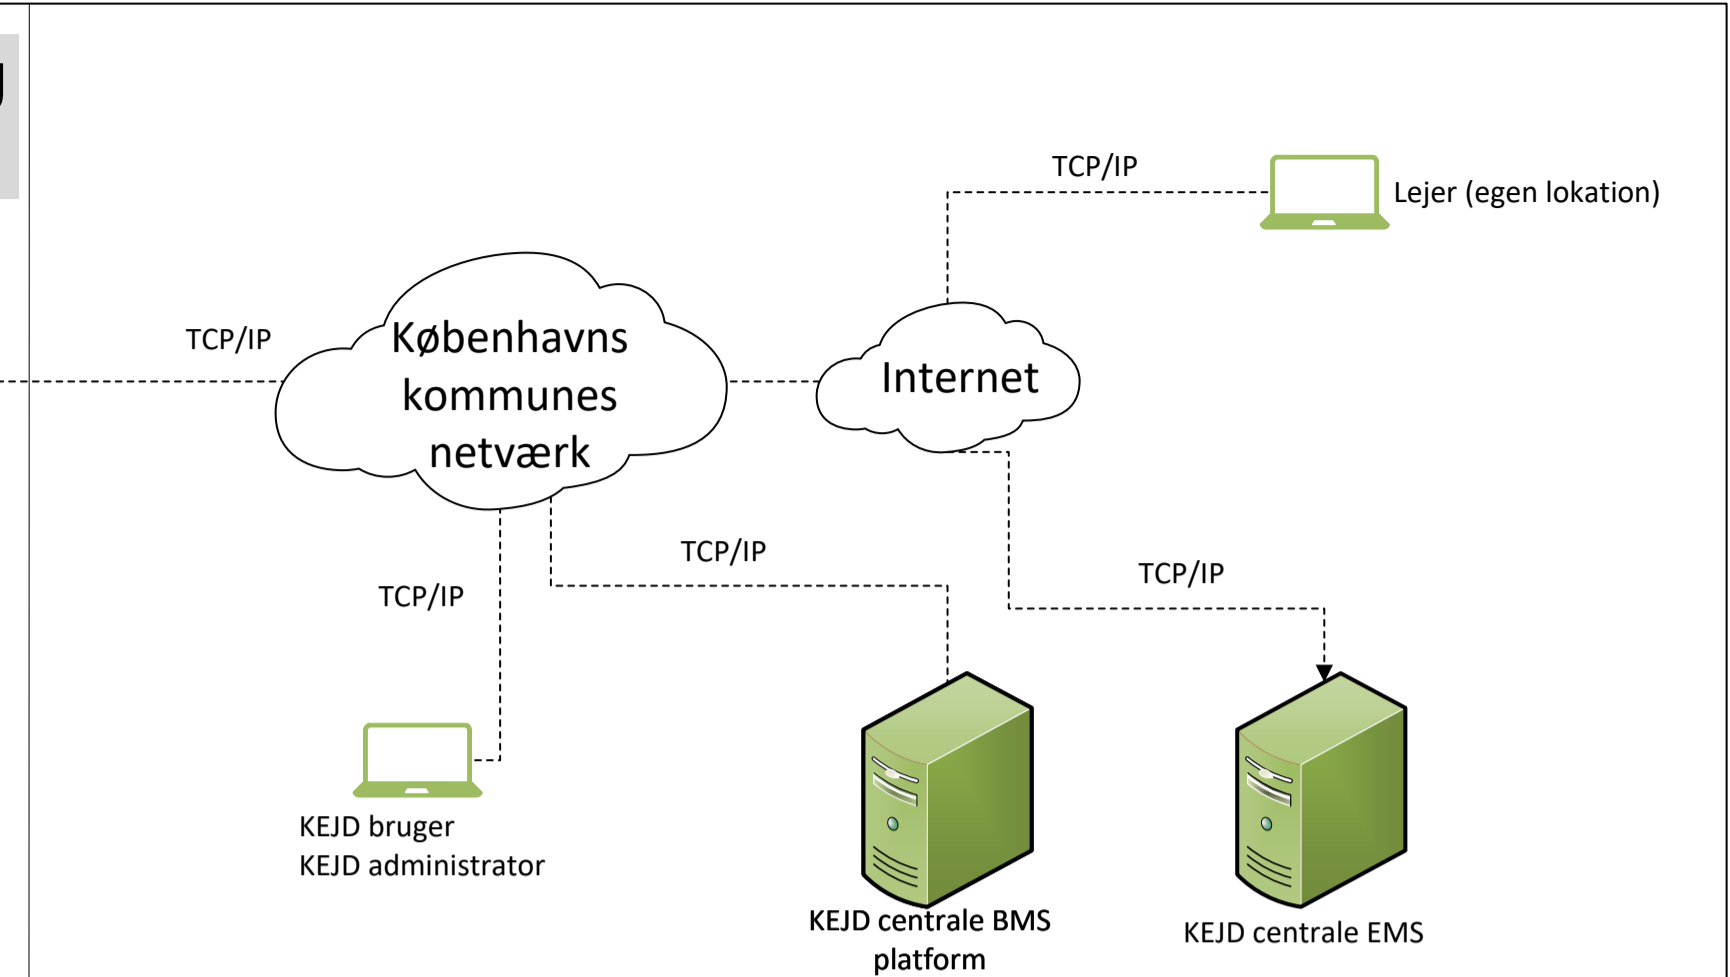 TCP/IP
Lejer (egen lokation)
TCP/IP
Københavns
kommunes
netværk
Internet
TCP/IP
TCP/IP
TCP/IP
KEJD bruger
KEJD administrator
KEJD centrale BMS
platform
KEJD centrale EMS